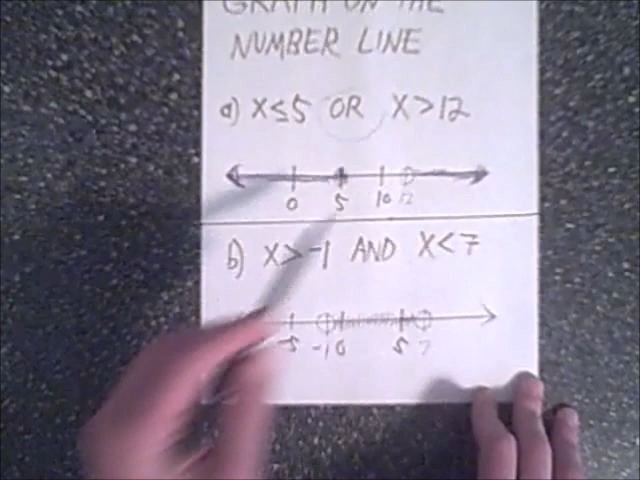 GRAPH ON THE
NUMBER LINE
a) X≤5 OR X>12
0 5 10 12
b) X>-1 AND X<7
-5 -1 0 5 7